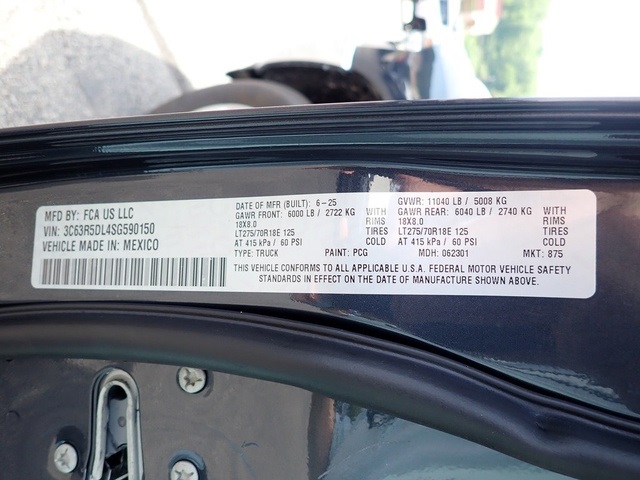 MFD BY: FCA US LLC
VIN: 3C63R5DL4SG590150
VEHICLE MADE IN: MEXICO
DATE OF MFR (BUILT): 6-25
GVWR: 11040 LB / 5008 KG
GAWR FRONT: 6000 LB / 2722 KG WITH
GAWR REAR: 6040 LB / 2740 KG WITH
18X8.0 RIMS
18X8.0 RIMS
LT275/70R18E 125 TIRES
LT275/70R18E 125 TIRES
AT 415 kPa / 60 PSI COLD
AT 415 kPa / 60 PSI COLD
TYPE: TRUCK PAINT: PCG MDH: 062301 MKT: 875
THIS VEHICLE CONFORMS TO ALL APPLICABLE U.S.A. FEDERAL MOTOR VEHICLE SAFETY
STANDARDS IN EFFECT ON THE DATE OF MANUFACTURE SHOWN ABOVE.